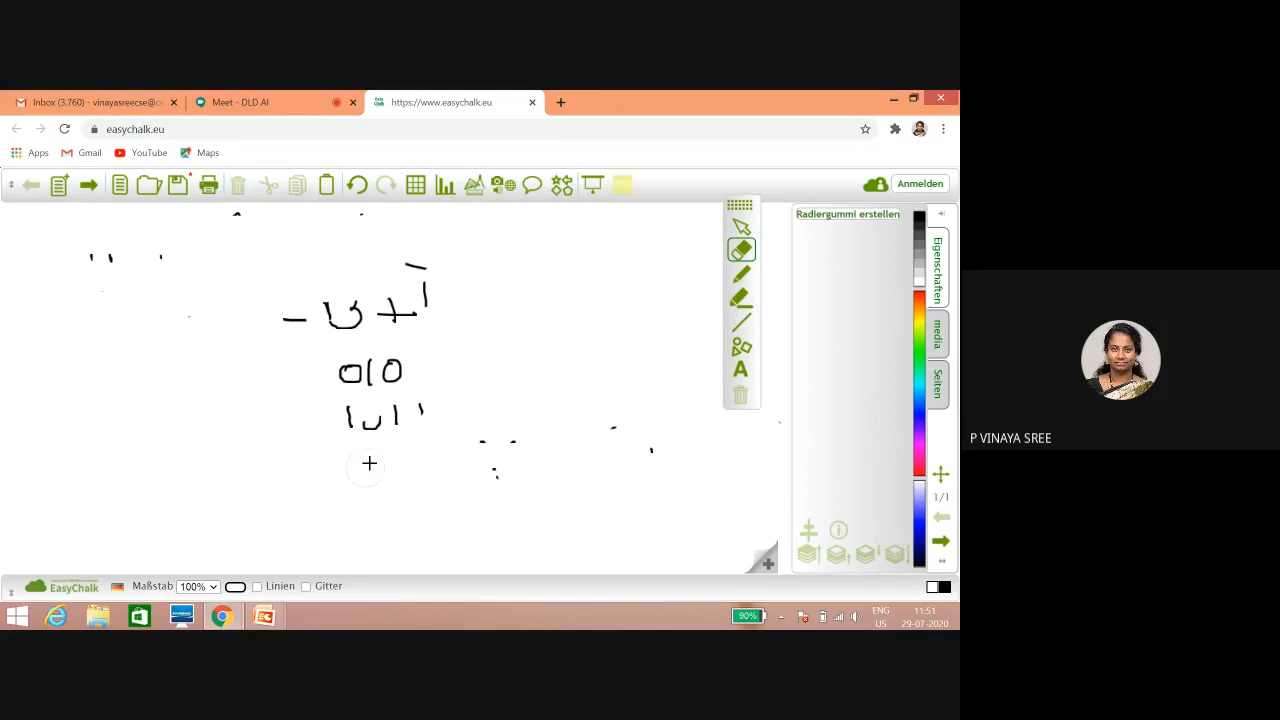 Inbox (3,760) - vinayasreecse@c
Meet - DLD AI
https://www.easychalk.eu
easychalk.eu
Apps
Gmail
YouTube
Maps
Anmelden
Radiergummi erstellen
Eigenschaften
media
Seiten
010
P VINAYA SREE
1/1
EasyChalk
Maßstab
100%
Linien
Gitter
90%
ENG
US
11:51
29-07-2020